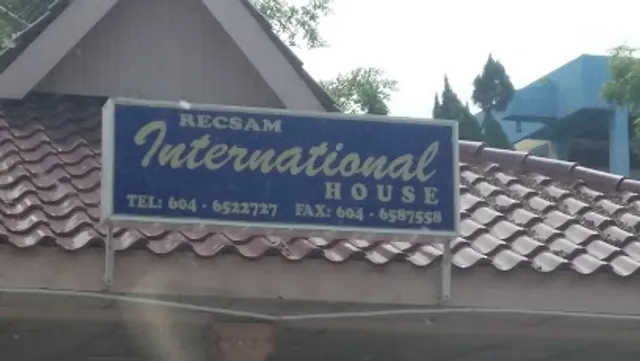 RECSAM
International
HOUSE
TEL: 604 - 6522727 FAX: 604 - 6587558